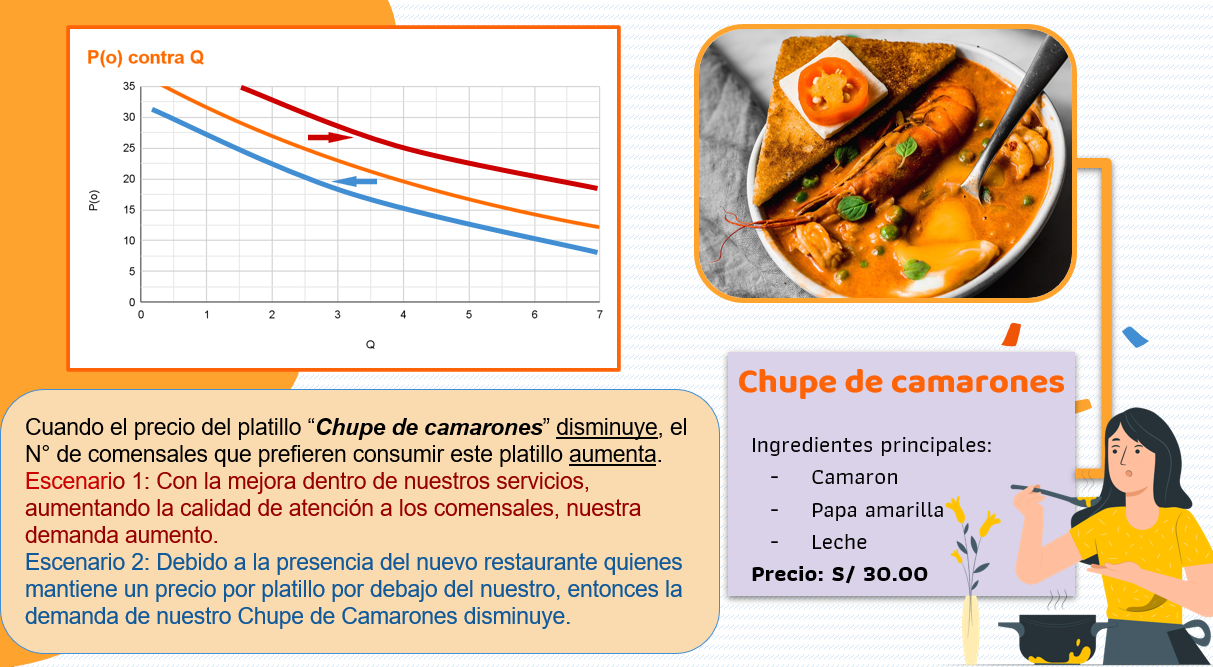 P(o) contra Q
35
30
25
20
15
10
5
0
P(o)
0 1 2 3 4 5 6 7
Q
Cuando el precio del platillo “Chupe de camarones” disminuye, el
N° de comensales que prefieren consumir este platillo aumenta.
Escenario 1: Con la mejora dentro de nuestros servicios,
aumentando la calidad de atención a los comensales, nuestra
demanda aumento.
Escenario 2: Debido a la presencia del nuevo restaurante quienes
mantiene un precio por platillo por debajo del nuestro, entonces la
demanda de nuestro Chupe de Camarones disminuye.
Chupe de camarones
Ingredientes principales:
- Camaron
- Papa amarilla
- Leche
Precio: S/ 30.00